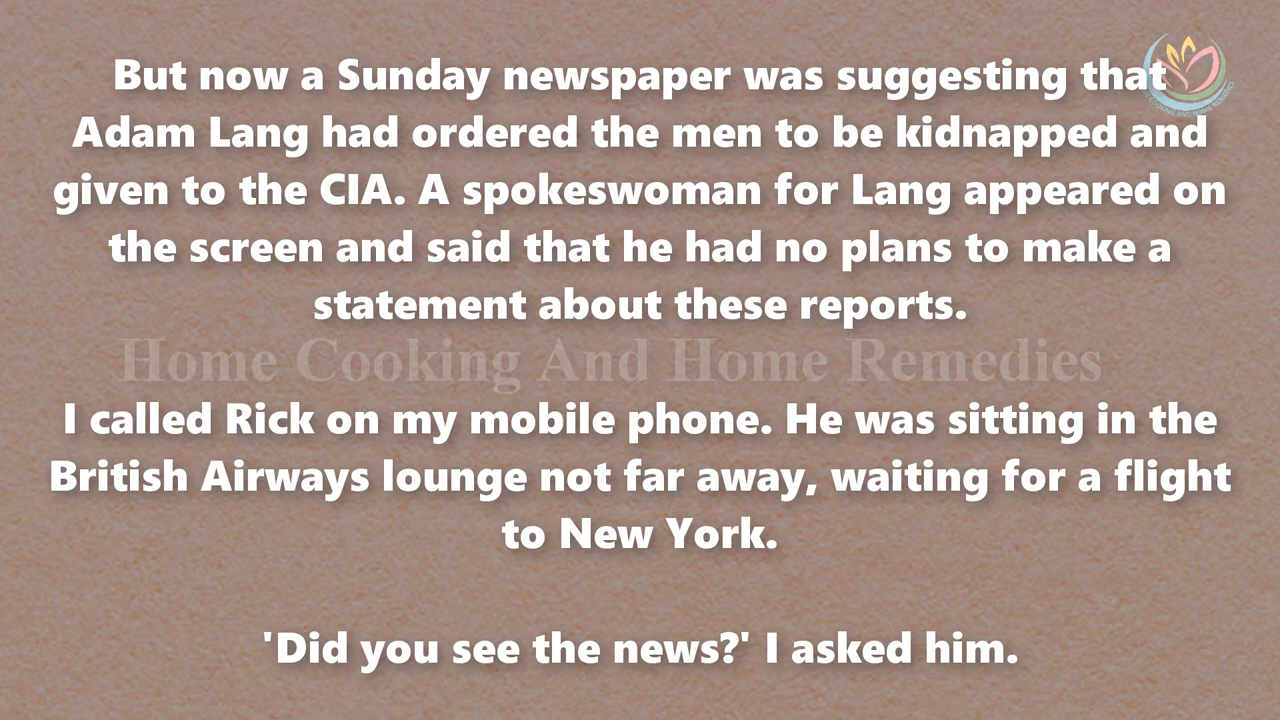 But now a Sunday newspaper was suggesting that
Adam Lang had ordered the men to be kidnapped and
given to the CIA. A spokeswoman for Lang appeared on
the screen and said that he had no plans to make a
statement about these reports.
Home Cooking And Home Remedies
I called Rick on my mobile phone. He was sitting in the
British Airways lounge not far away, waiting for a flight
to New York.
'Did you see the news?' I asked him.
COOKING AND HOME REMEDIES